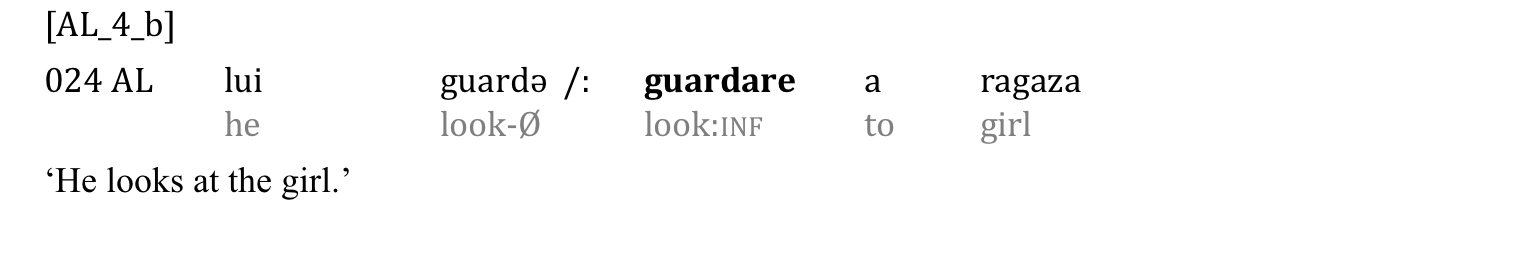 [AL_4_b]
024 AL lui guardə /: guardare a ragaza
he look-Ø look:INF to girl
‘He looks at the girl.’